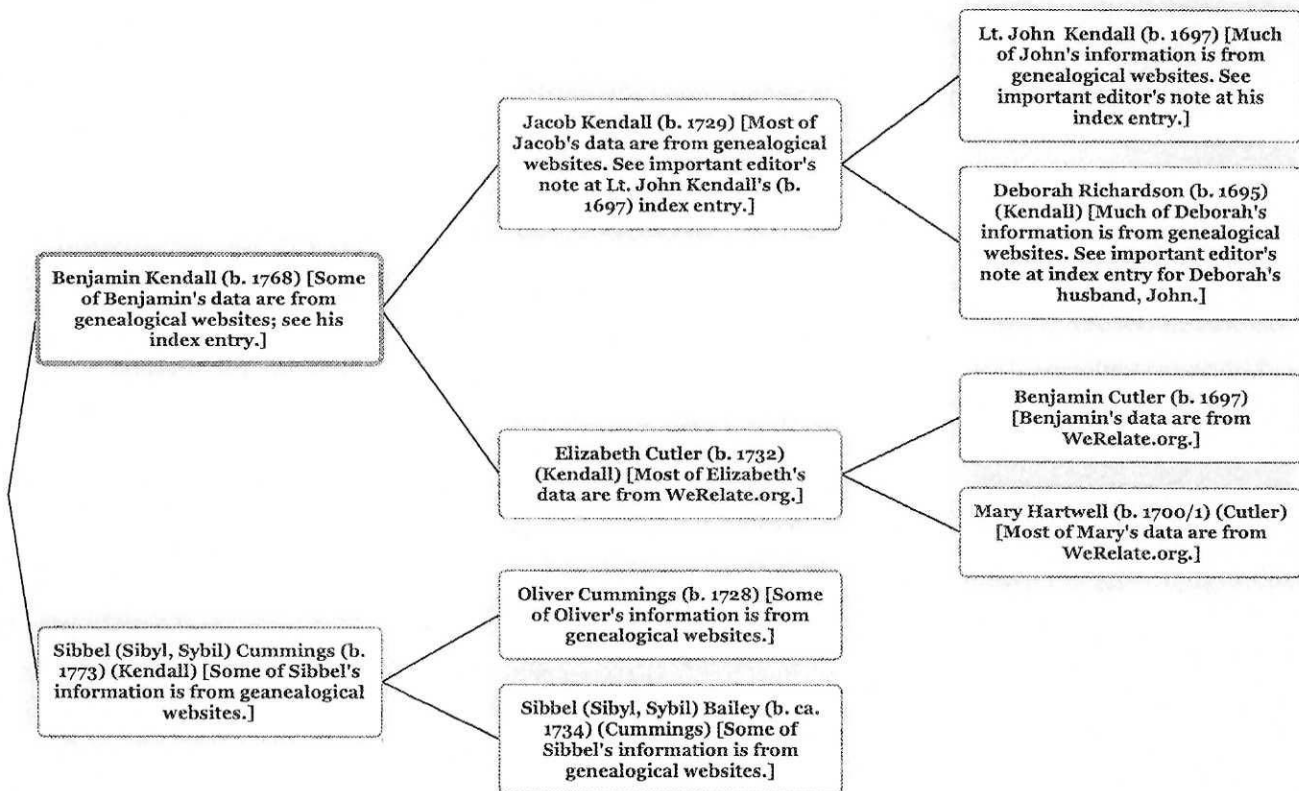 Lt. John Kendall (b. 1697) [Much
of John's information is from
genealogical websites. See
important editor's note at his
index entry.]
Jacob Kendall (b. 1729) [Most of
Jacob's data are from genealogical
websites. See important editor's
note at Lt. John Kendall's (b.
1697) index entry.]
Deborah Richardson (b. 1695)
(Kendall) [Much of Deborah's
information is from genealogical
websites. See important editor's
note at index entry for Deborah's
husband, John.]
Benjamin Kendall (b. 1768) [Some
of Benjamin's data are from
genealogical websites; see his
index entry.]
Benjamin Cutler (b. 1697)
[Benjamin's data are from
WeRelate.org.]
Elizabeth Cutler (b. 1732)
(Kendall) [Most of Elizabeth's
data are from WeRelate.org.]
Mary Hartwell (b. 1700/1) (Cutler)
[Most of Mary's data are from
WeRelate.org.]
Oliver Cummings (b. 1728) [Some
of Oliver's information is from
genealogical websites.]
Sibbel (Sibyl, Sybil) Cummings (b.
1773) (Kendall) [Some of Sibbel's
information is from geanealogical
websites.]
Sibbel (Sibyl, Sybil) Bailey (b. ca.
1734) (Cummings) [Some of
Sibbel's information is from
genealogical websites.]